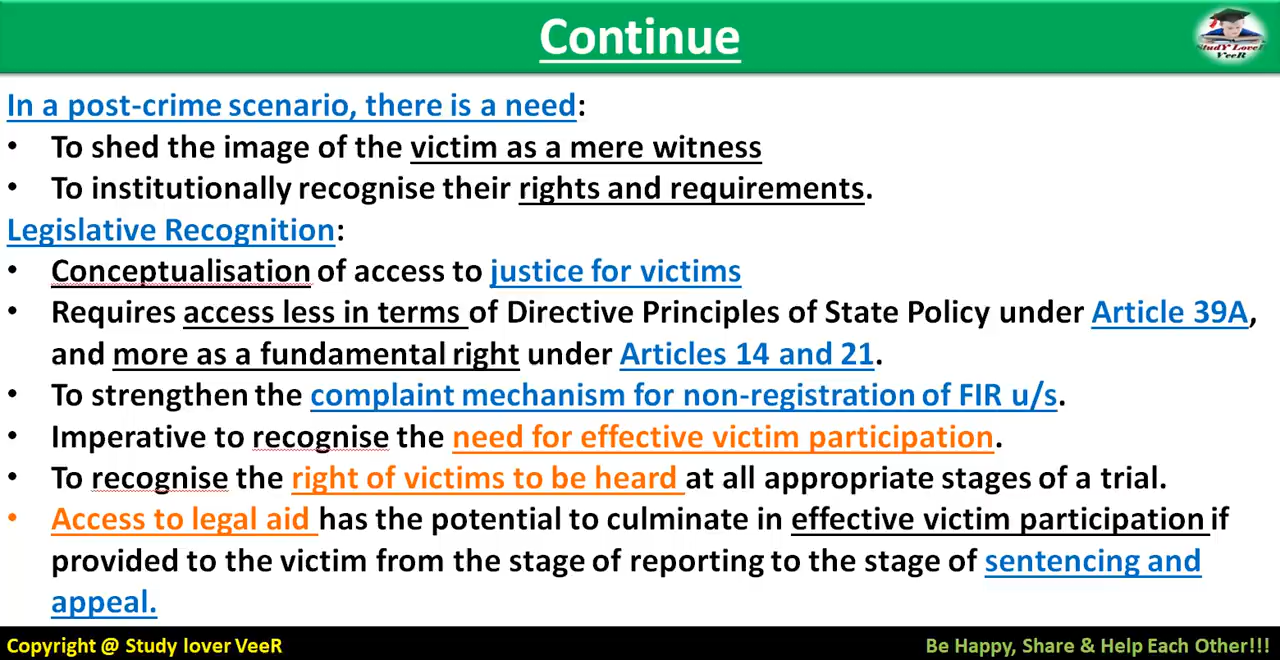 Continue
StudY LoveR
VeeR
In a post-crime scenario, there is a need:
• To shed the image of the victim as a mere witness
• To institutionally recognise their rights and requirements.
Legislative Recognition:
• Conceptualisation of access to justice for victims
• Requires access less in terms of Directive Principles of State Policy under Article 39A,
and more as a fundamental right under Articles 14 and 21.
• To strengthen the complaint mechanism for non-registration of FIR u/s.
• Imperative to recognise the need for effective victim participation.
• To recognise the right of victims to be heard at all appropriate stages of a trial.
• Access to legal aid has the potential to culminate in effective victim participation if
provided to the victim from the stage of reporting to the stage of sentencing and
appeal.
Copyright @ Study lover VeeR
Be Happy, Share & Help Each Other!!!